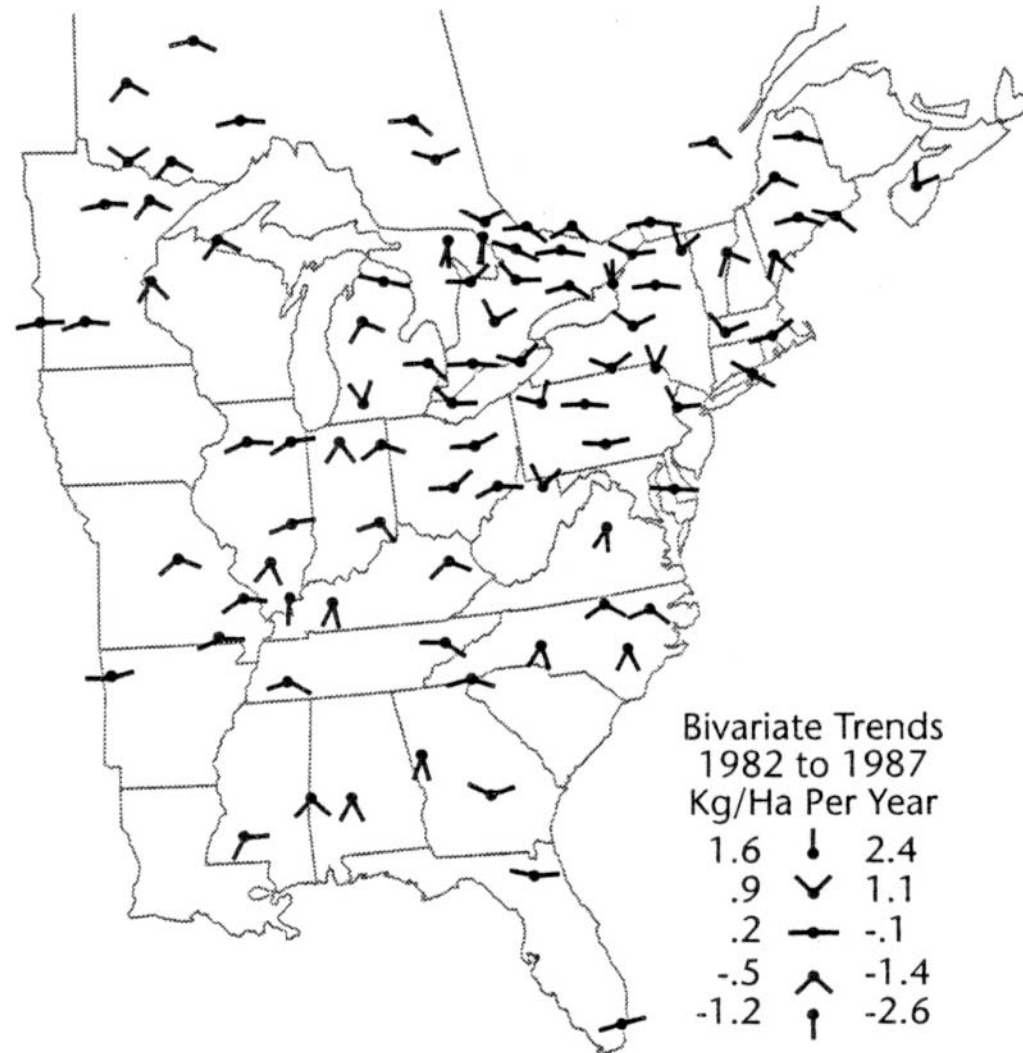 Bivariate Trends
1982 to 1987
Kg/Ha Per Year
1.6 2.4
.9 1.1
.2 -.1
-.5 -1.4
-1.2 -2.6